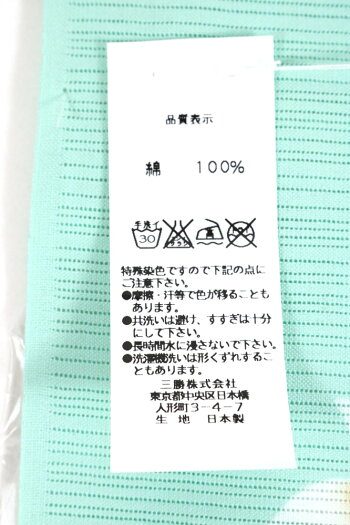 品質表示
綿 100%
手洗イ
30
エンソ
サラシ
特殊染色ですので下記の点に
ご注意下さい。
●摩擦・汗等で色が移ることも
あります。
●共洗いは避け、すすぎは十分
にして下さい。
●長時間水に浸さないで下さい。
●洗濯機洗いは形くずれするこ
ともあります。
三勝株式会社
東京都中央区日本橋
人形町3-4-7
生地 日本製